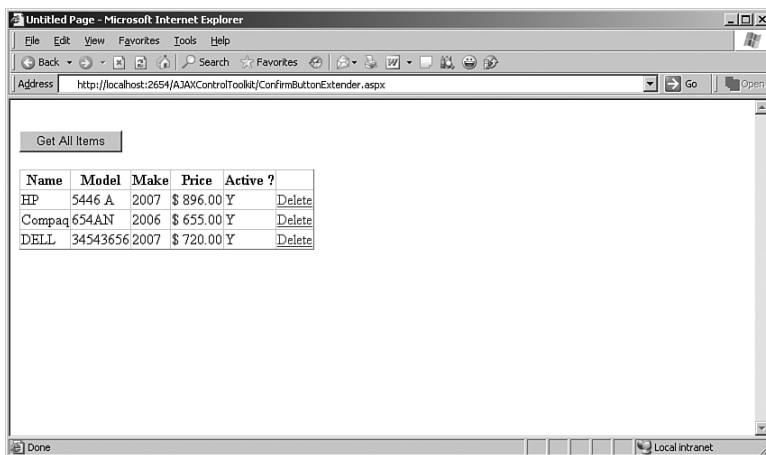 Untitled Page - Microsoft Internet Explorer
File Edit View Favorites Tools Help
Back Search Favorites
Address http://localhost:2654/AJAXControlToolkit/ConfirmButtonExtender.aspx Go Open
Get All Items
Name Model Make Price Active ?
HP 5446 A 2007 $ 896.00 Y Delete
Compaq 654AN 2006 $ 655.00 Y Delete
DELL 34543656 2007 $ 720.00 Y Delete
Done Local intranet